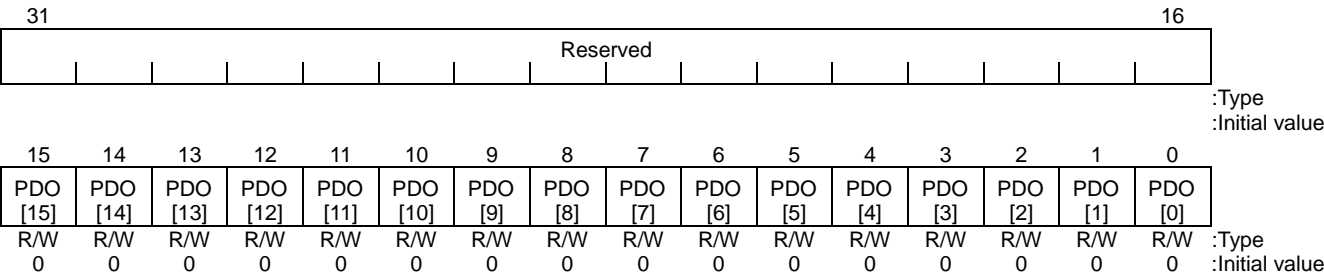 31 16
Reserved
:Type
:Initial value
15 14 13 12 11 10 9 8 7 6 5 4 3 2 1 0
PDO PDO PDO PDO PDO PDO PDO PDO PDO PDO PDO PDO PDO PDO PDO PDO
[15] [14] [13] [12] [11] [10] [9] [8] [7] [6] [5] [4] [3] [2] [1] [0]
R/W R/W R/W R/W R/W R/W R/W R/W R/W R/W R/W R/W R/W R/W R/W R/W :Type
0 0 0 0 0 0 0 0 0 0 0 0 0 0 0 0 :Initial value